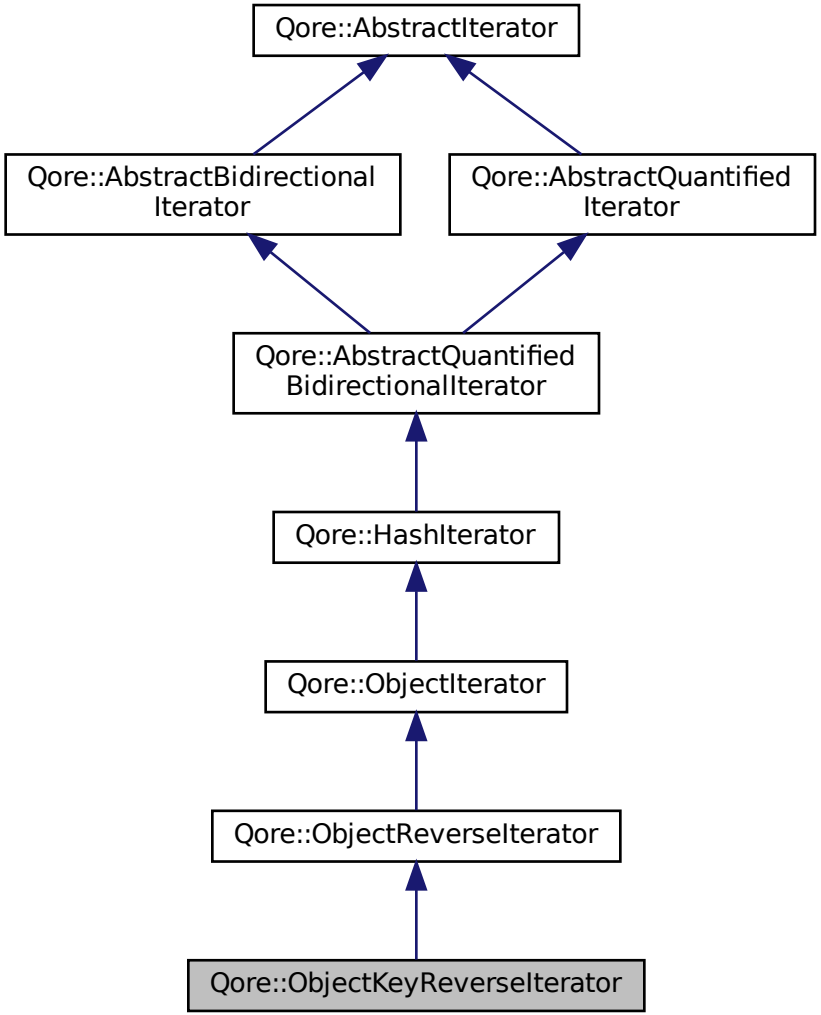 Qore::AbstractIterator
Qore::AbstractBidirectional
Iterator
Qore::AbstractQuantified
Iterator
Qore::AbstractQuantified
BidirectionalIterator
Qore::HashIterator
Qore::ObjectIterator
Qore::ObjectReverseIterator
Qore::ObjectKeyReverseIterator